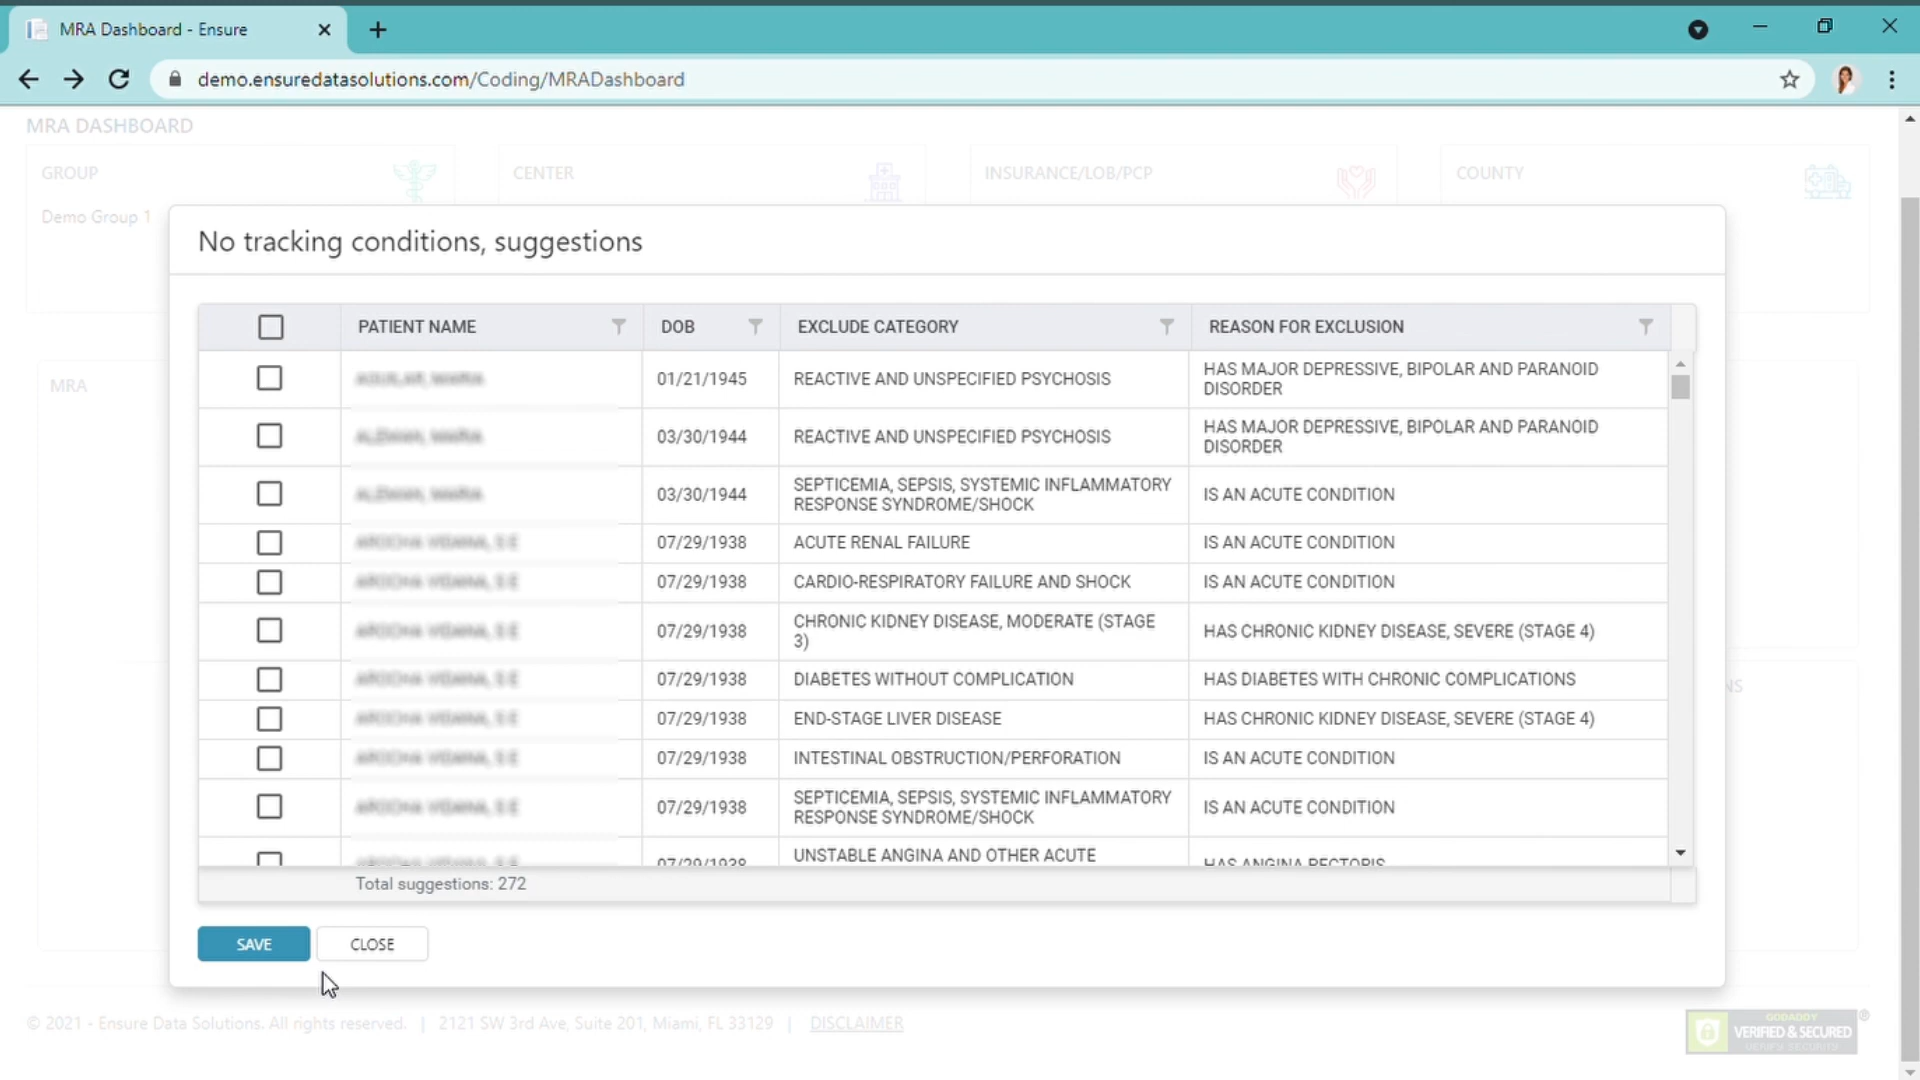 MRA Dashboard - Ensure
demo.ensuredatasolutions.com/Coding/MRADashboard
MRA DASHBOARD
GROUP
CENTER
INSURANCE/LOB/PCP
COUNTY
Demo Group 1
No tracking conditions, suggestions
PATIENT NAME DOB EXCLUDE CATEGORY REASON FOR EXCLUSION
MRA
01/21/1945 REACTIVE AND UNSPECIFIED PSYCHOSIS HAS MAJOR DEPRESSIVE, BIPOLAR AND PARANOID
DISORDER
03/30/1944 REACTIVE AND UNSPECIFIED PSYCHOSIS HAS MAJOR DEPRESSIVE, BIPOLAR AND PARANOID
DISORDER
03/30/1944 SEPTICEMIA, SEPSIS, SYSTEMIC INFLAMMATORY
RESPONSE SYNDROME/SHOCK IS AN ACUTE CONDITION
07/29/1938 ACUTE RENAL FAILURE IS AN ACUTE CONDITION
07/29/1938 CARDIO-RESPIRATORY FAILURE AND SHOCK IS AN ACUTE CONDITION
07/29/1938 CHRONIC KIDNEY DISEASE, MODERATE (STAGE
3) HAS CHRONIC KIDNEY DISEASE, SEVERE (STAGE 4)
07/29/1938 DIABETES WITHOUT COMPLICATION HAS DIABETES WITH CHRONIC COMPLICATIONS
07/29/1938 END-STAGE LIVER DISEASE HAS CHRONIC KIDNEY DISEASE, SEVERE (STAGE 4)
07/29/1938 INTESTINAL OBSTRUCTION/PERFORATION IS AN ACUTE CONDITION
07/29/1938 SEPTICEMIA, SEPSIS, SYSTEMIC INFLAMMATORY
RESPONSE SYNDROME/SHOCK IS AN ACUTE CONDITION
07/29/1938 UNSTABLE ANGINA AND OTHER ACUTE HAS ANGINA PECTORIS
Total suggestions: 272
SAVE CLOSE
© 2021 - Ensure Data Solutions. All rights reserved. | 2121 SW 3rd Ave, Suite 201, Miami, FL 33129 | DISCLAIMER
GODADDY
VERIFIED & SECURED
VERIFY SECURITY